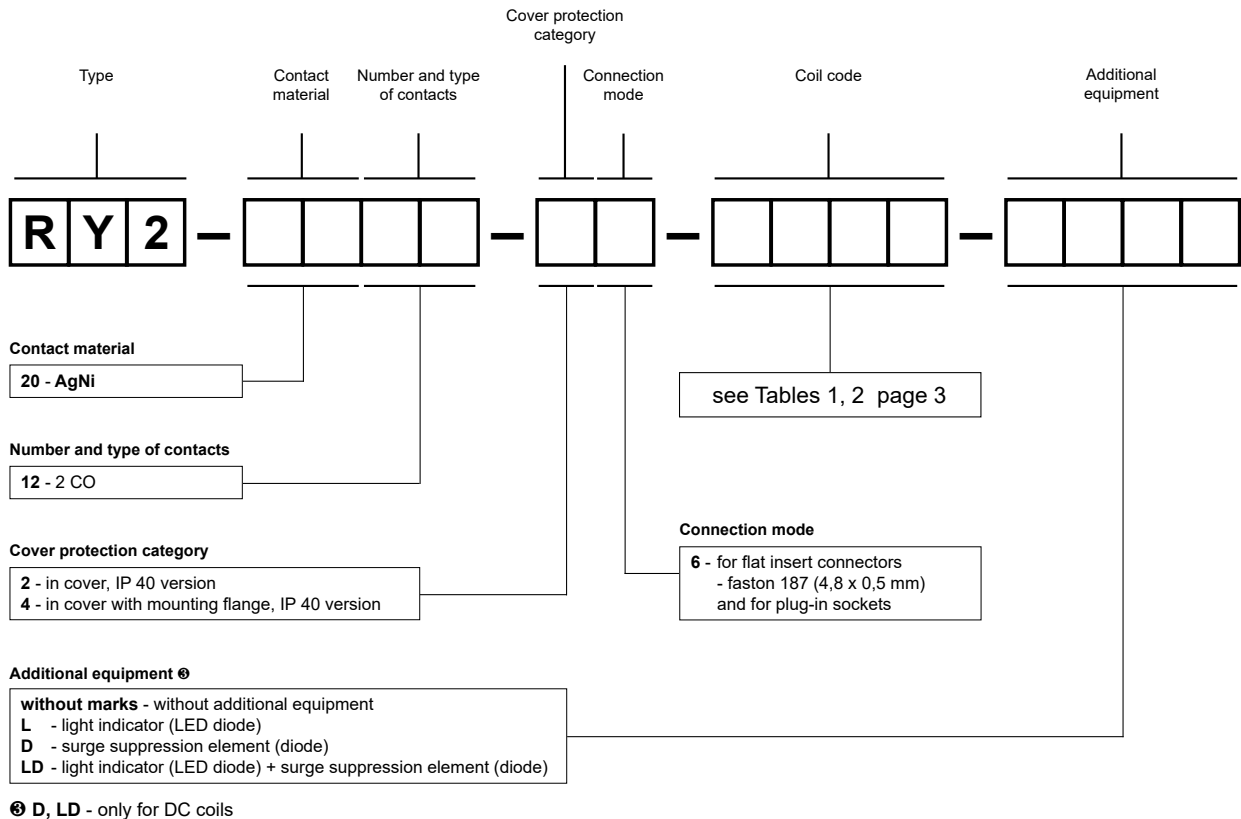 Cover protection
category
Type
Contact
material
Number and type
of contacts
Connection
mode
Coil code
Additional
equipment
R Y 2 – – – –
Contact material
20 - AgNi
see Tables 1, 2 page 3
Number and type of contacts
12 - 2 CO
Cover protection category
2 - in cover, IP 40 version
4 - in cover with mounting flange, IP 40 version
Connection mode
6 - for flat insert connectors
- faston 187 (4,8 x 0,5 mm)
and for plug-in sockets
Additional equipment ❸
without marks - without additional equipment
L - light indicator (LED diode)
D - surge suppression element (diode)
LD - light indicator (LED diode) + surge suppression element (diode)
❸ D, LD - only for DC coils